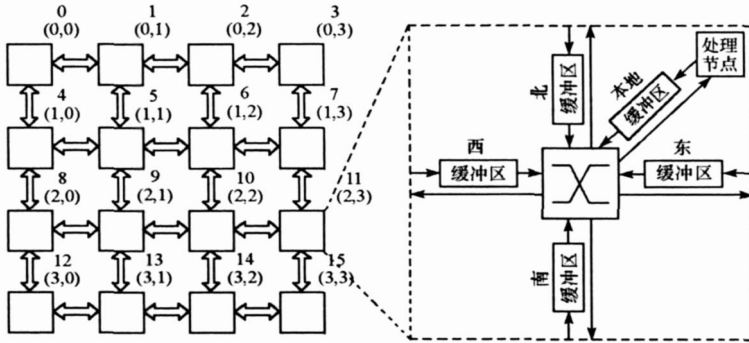 0 1 2 3
(0,0) (0,1) (0,2) (0,3)
4 5 6 7
(1,0) (1,1) (1,2) (1,3)
8 9 10 11
(2,0) (2,1) (2,2) (2,3)
12 13 14 15
(3,0) (3,1) (3,2) (3,3)
处理
节点
北
缓冲区
本地
缓冲区
西
缓冲区
东
缓冲区
南
缓冲区